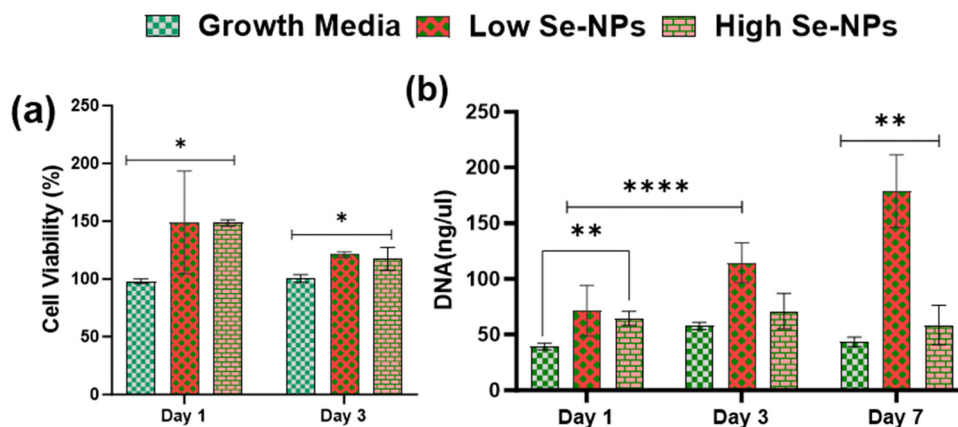 Growth Media Low Se-NPs High Se-NPs
(a)
Cell Viability (%)
250
200
150
100
50
0
*
*
Day 1 Day 3
(b)
DNA(ng/ul)
250
200
150
100
50
0
**
****
**
Day 1 Day 3 Day 7